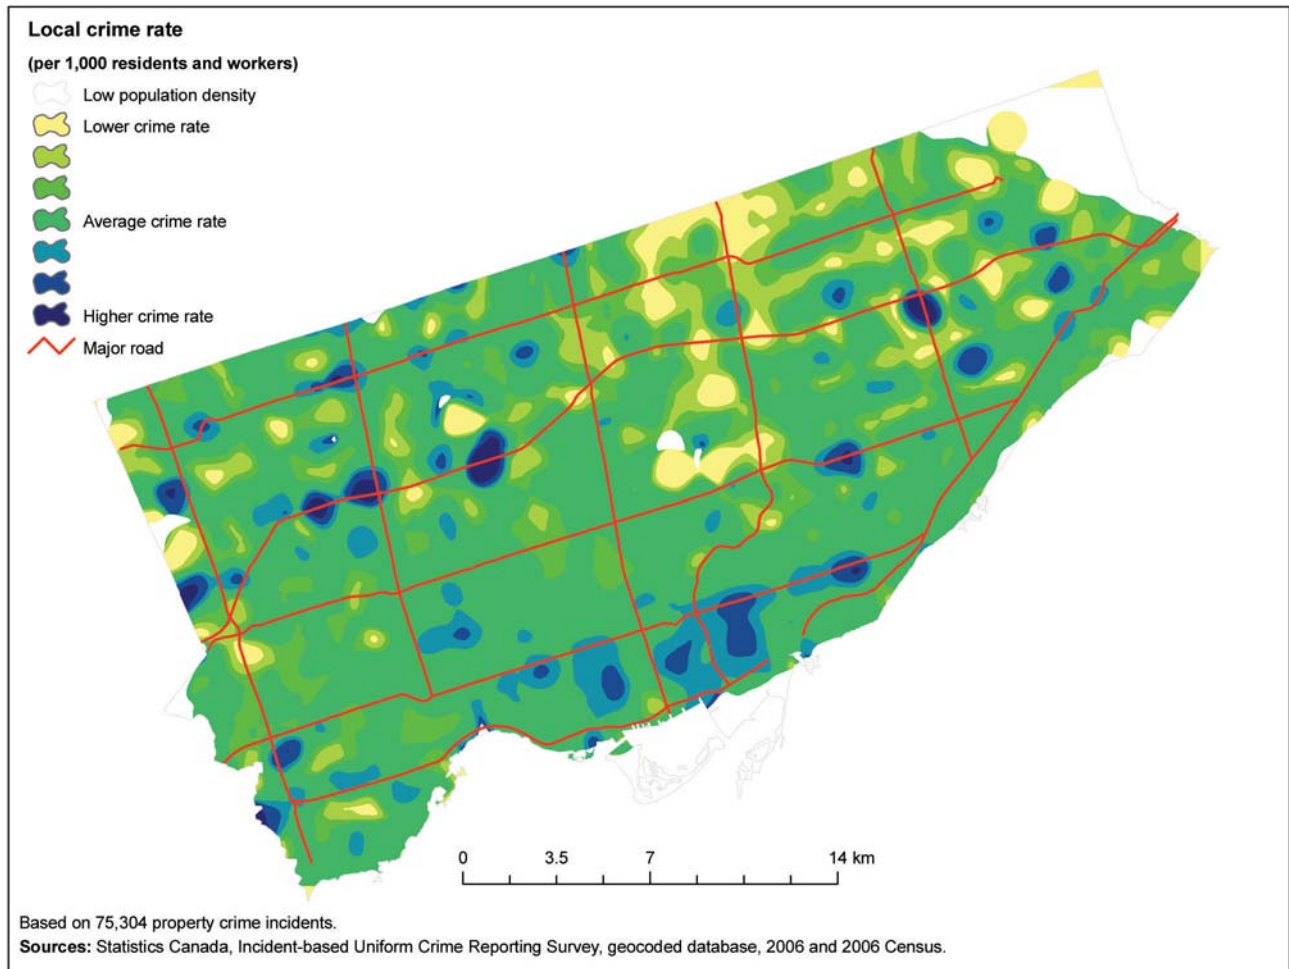 Local crime rate
(per 1,000 residents and workers)
Low population density
Lower crime rate
Average crime rate
Higher crime rate
Major road
0 3.5 7 14 km
Based on 75,304 property crime incidents.
Sources: Statistics Canada, Incident-based Uniform Crime Reporting Survey, geocoded database, 2006 and 2006 Census.